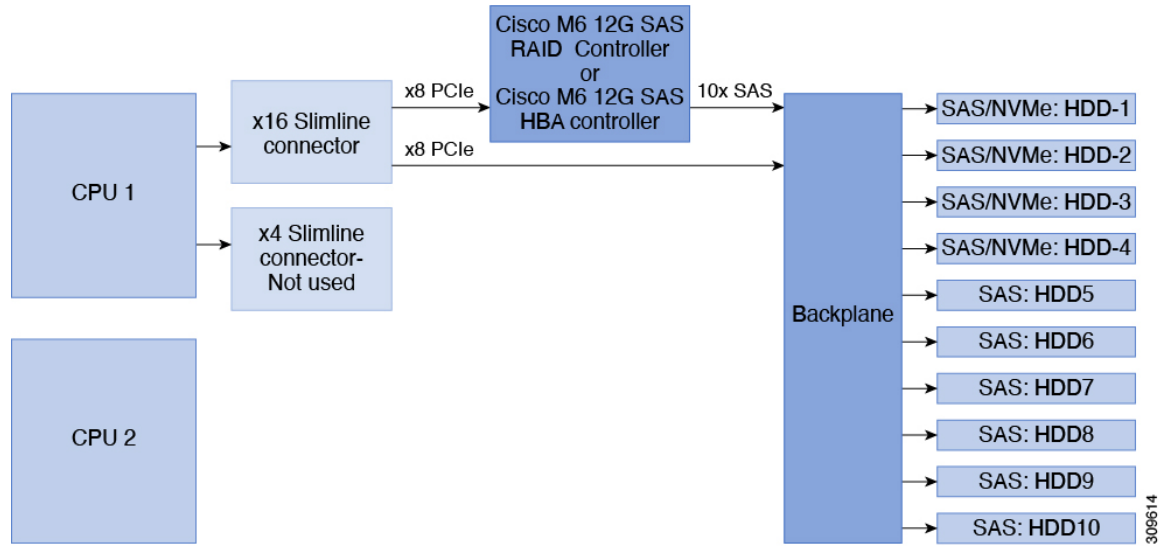 CPU 1
CPU 2
x16 Slimline
connector
x4 Slimline
connector-
Not used
x8 PCIe
x8 PCIe
Cisco M6 12G SAS
RAID Controller
or
Cisco M6 12G SAS
HBA controller
10x SAS
Backplane
SAS/NVMe: HDD-1
SAS/NVMe: HDD-2
SAS/NVMe: HDD-3
SAS/NVMe: HDD-4
SAS: HDD5
SAS: HDD6
SAS: HDD7
SAS: HDD8
SAS: HDD9
SAS: HDD10
309614